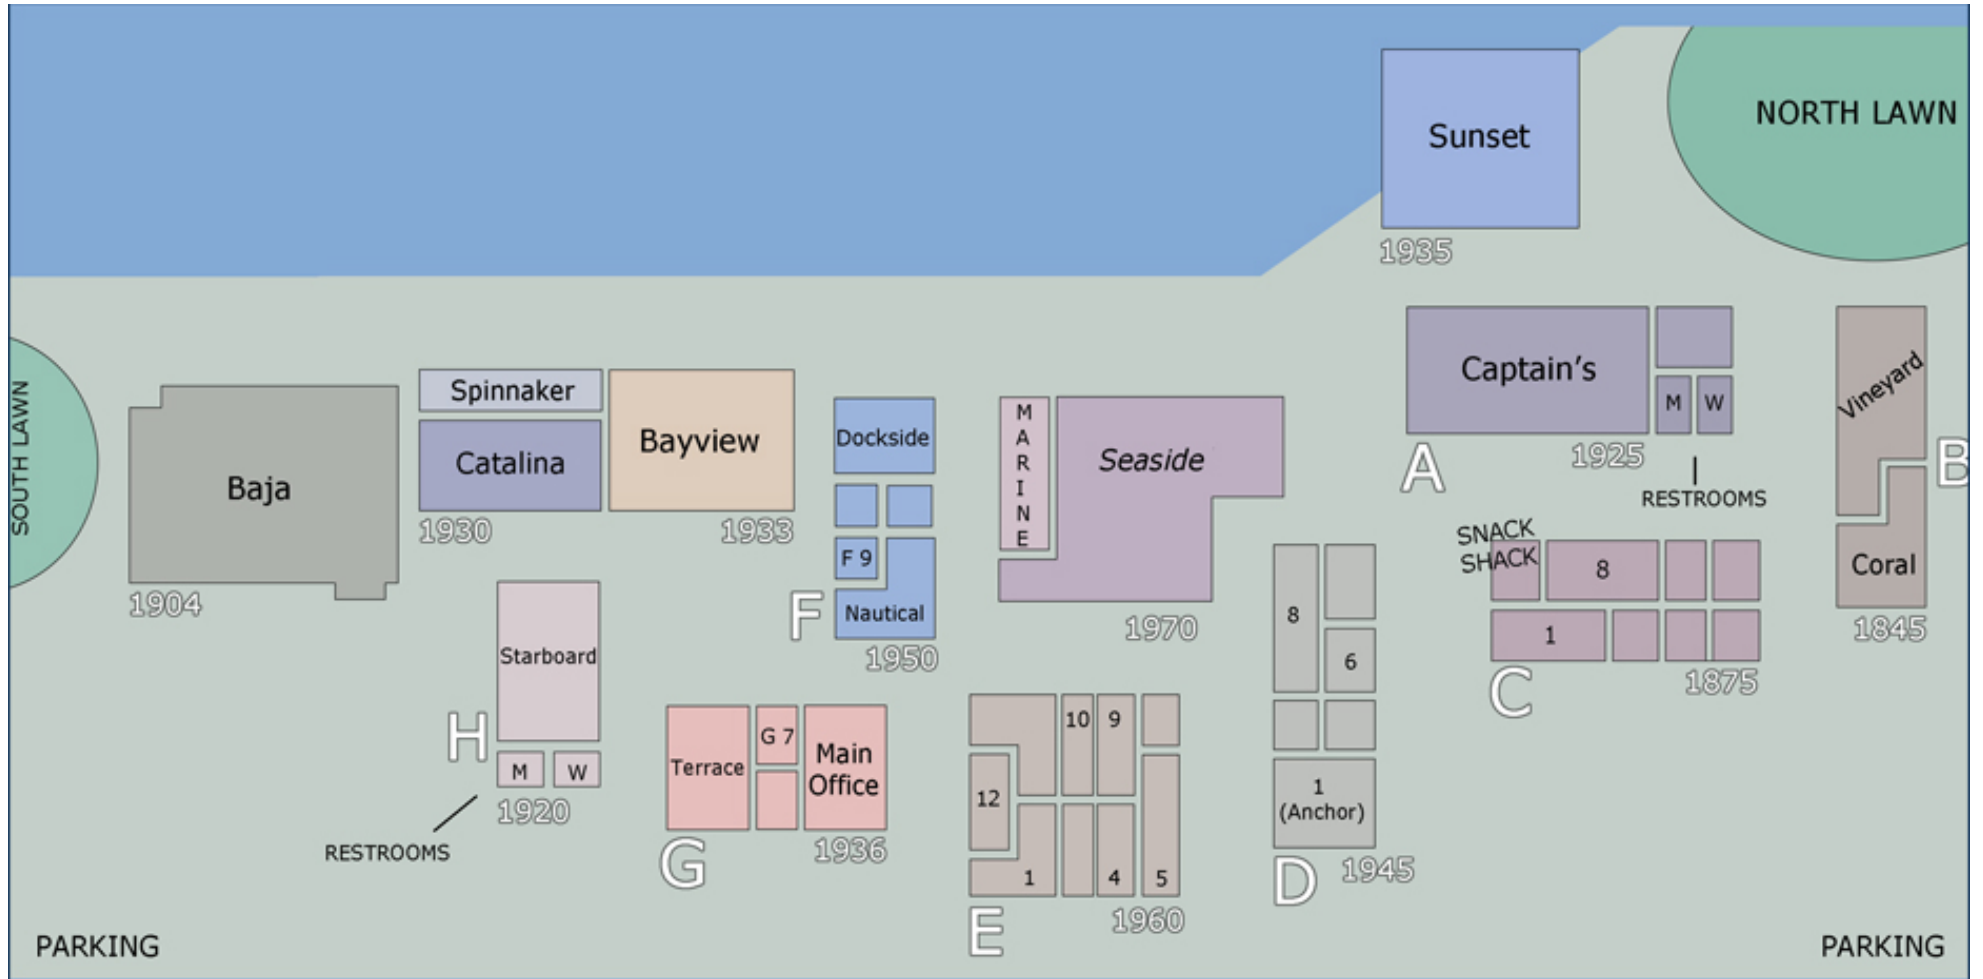 NORTH LAWN
Sunset
1935
SOUTH LAWN
Baja
1904
Spinnaker
Catalina
1930
Bayview
1933
Dockside
F 9
Nautical
F
1950
MARINE
Seaside
1970
Captain's
M
W
A
1925
RESTROOMS
Vineyard
B
Coral
1845
SNACK
SHACK
8
1
C
1875
8
6
1
(Anchor)
D
1945
Starboard
H
M
W
1920
RESTROOMS
Terrace
G 7
Main
Office
G
1936
10
9
12
1
4
5
E
1960
PARKING
PARKING